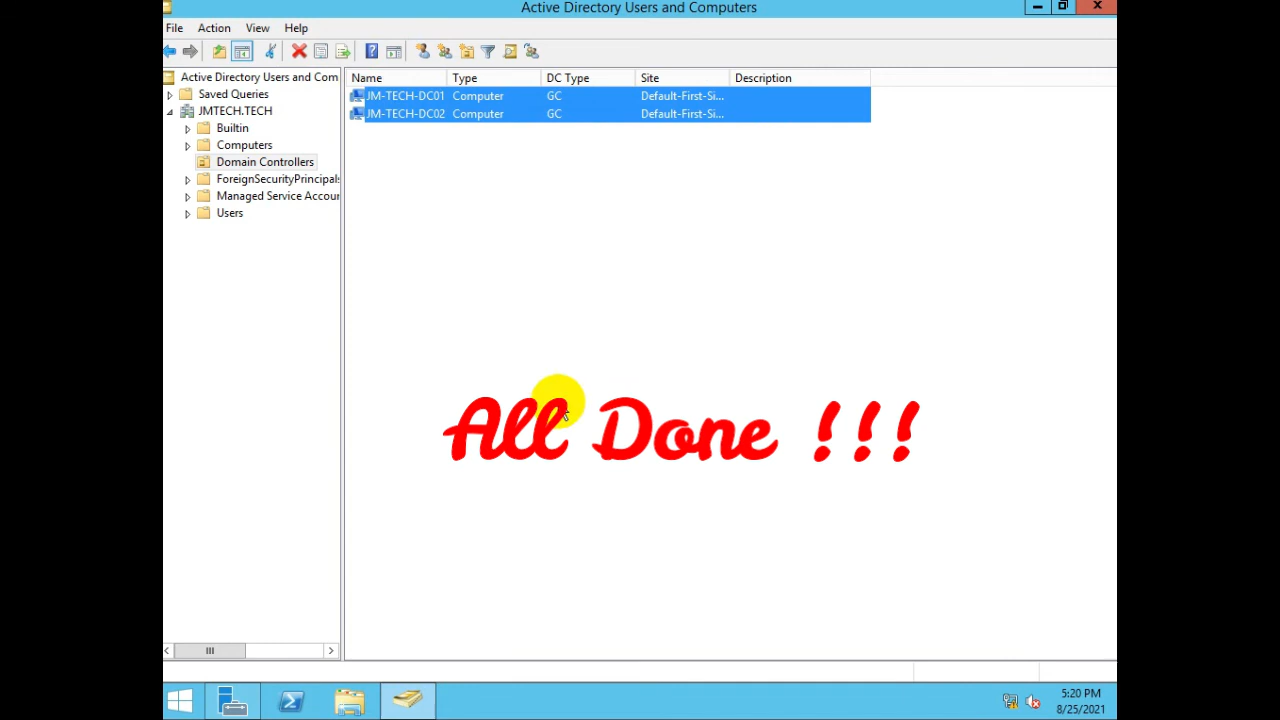 Active Directory Users and Computers
File Action View Help
Active Directory Users and Com
Saved Queries
JMTECH.TECH
Builtin
Computers
Domain Controllers
ForeignSecurityPrincipals
Managed Service Accour
Users
Name Type DC Type Site Description
JM-TECH-DC01 Computer GC Default-First-Si...
JM-TECH-DC02 Computer GC Default-First-Si...
All Done !!!
5:20 PM
8/25/2021